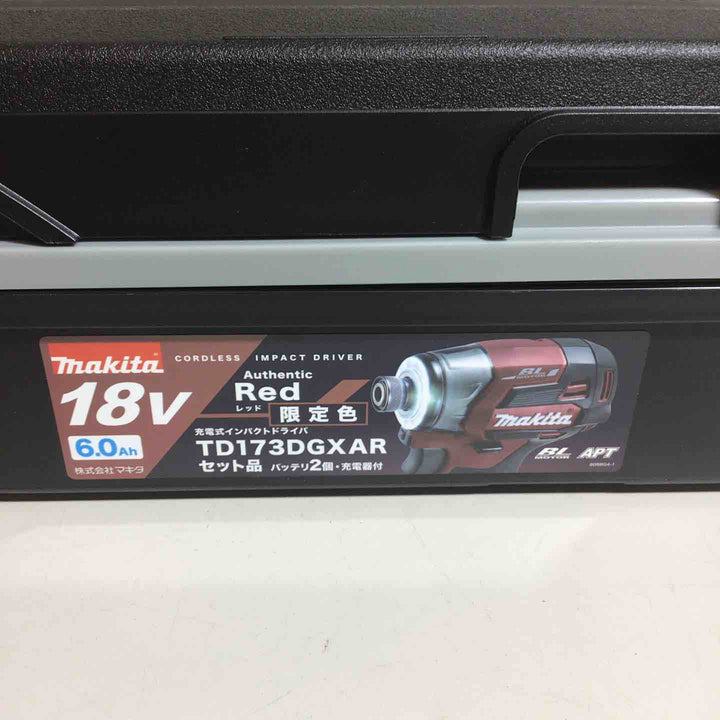 makita
CORDLESS IMPACT DRIVER
18V
6.0Ah
株式会社マキタ
Authentic
Red
レッド
限定色
充電式インパクトドライバ
TD173DGXAR
セット品 バッテリ2個・充電器付
BL
makita
BL
MOTOR
APT